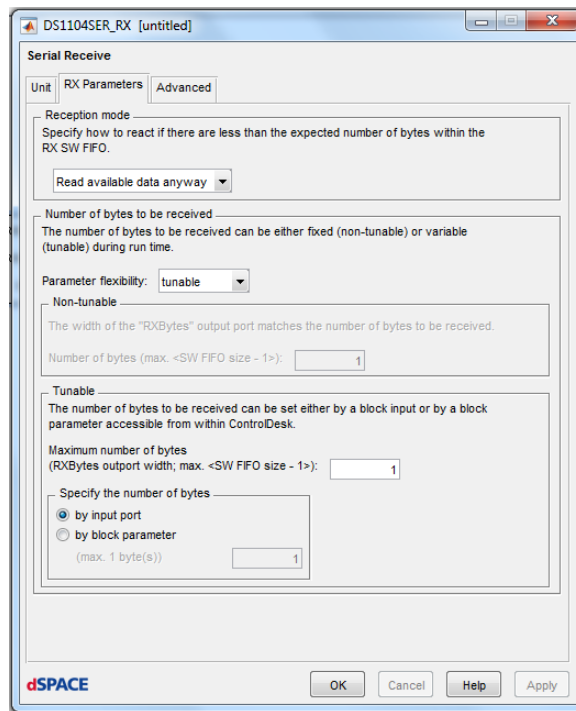 DS1104SER_RX [untitled]
Serial Receive
Unit
RX Parameters
Advanced
Reception mode
Specify how to react if there are less than the expected number of bytes within the
RX SW FIFO.
Read available data anyway
Number of bytes to be received
The number of bytes to be received can be either fixed (non-tunable) or variable
(tunable) during run time.
Parameter flexibility: tunable
Non-tunable
The width of the "RXBytes" output port matches the number of bytes to be received.
Number of bytes (max. <SW FIFO size - 1>): 1
Tunable
The number of bytes to be received can be set either by a block input or by a block
parameter accessible from within ControlDesk.
Maximum number of bytes
(RXBytes outport width; max. <SW FIFO size - 1>): 1
Specify the number of bytes
by input port
by block parameter
(max. 1 byte(s)) 1
dSPACE
OK
Cancel
Help
Apply